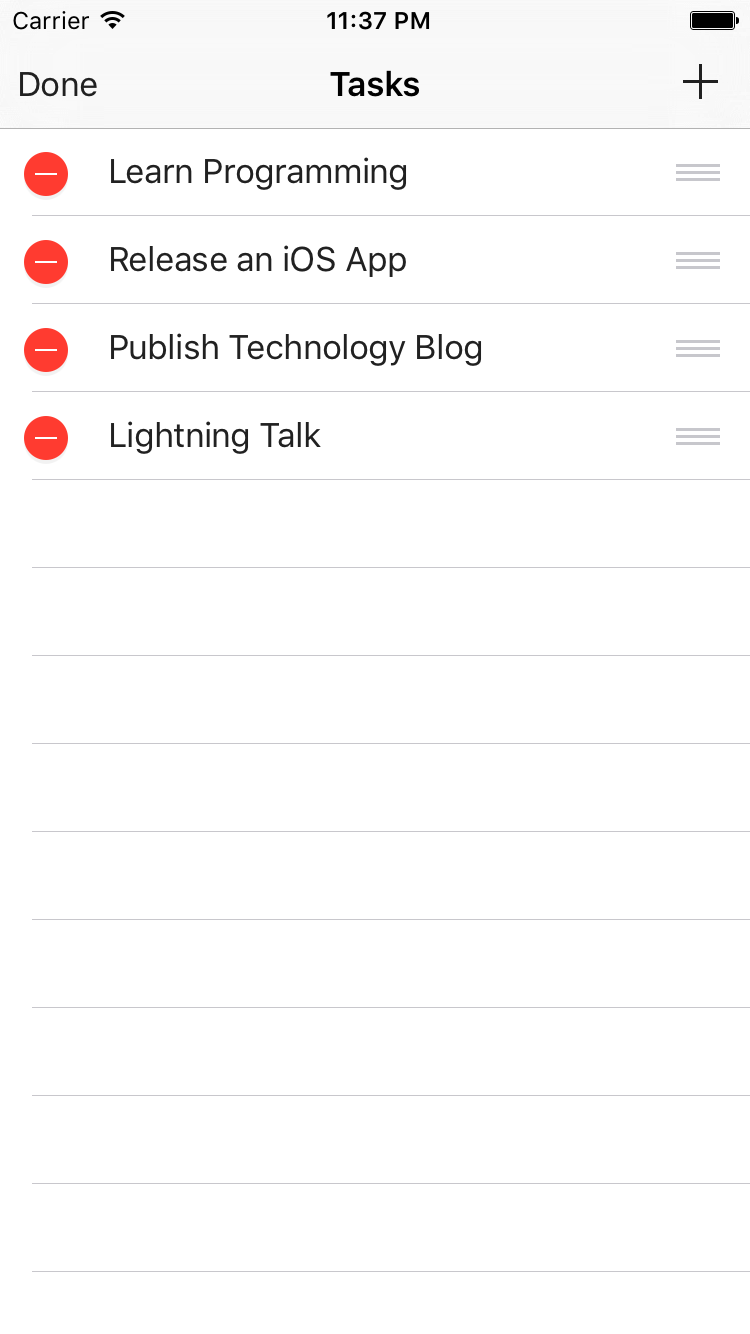 Carrier 11:37 PM
Done Tasks
Learn Programming
Release an iOS App
Publish Technology Blog
Lightning Talk